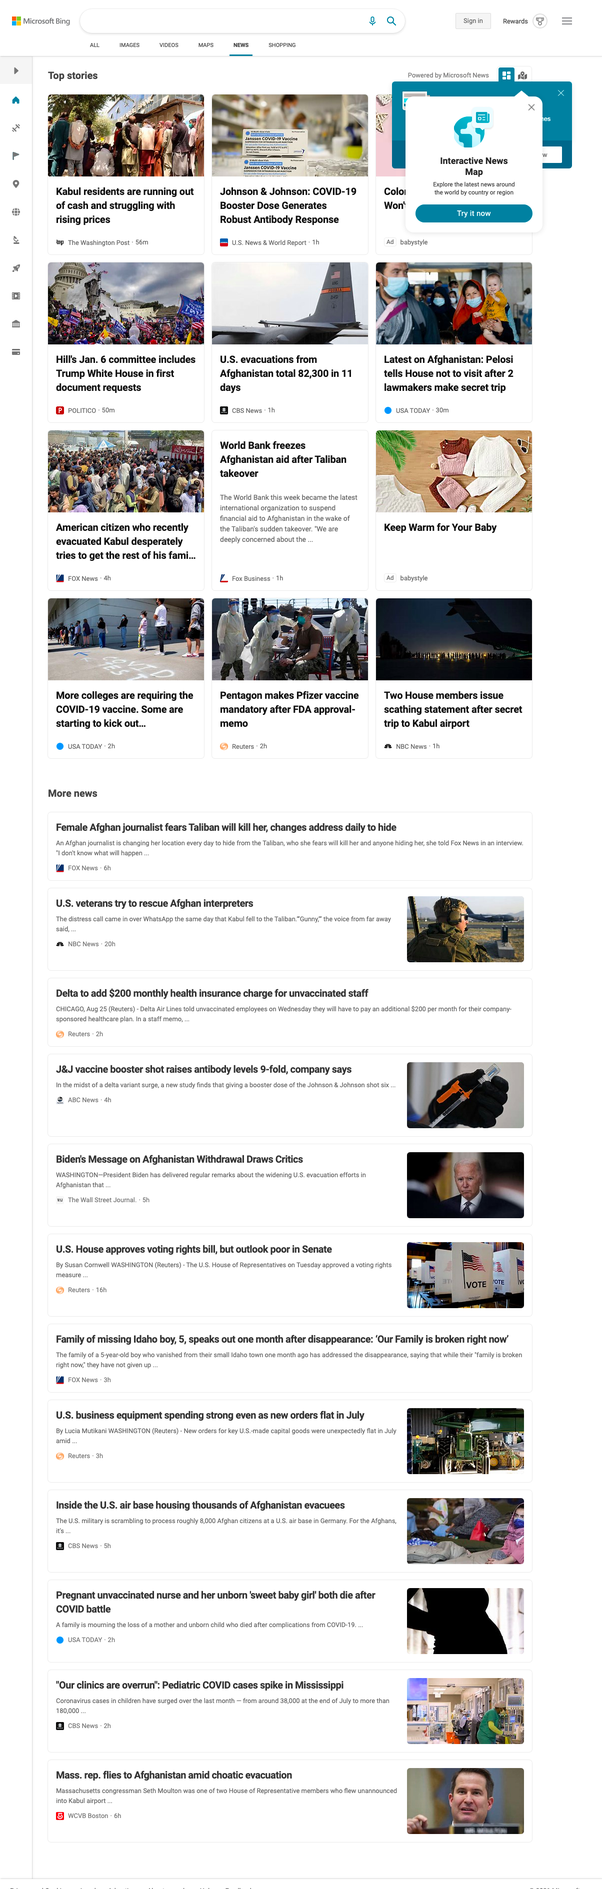 Microsoft Bing
Sign in
Rewards
ALL
IMAGES
VIDEOS
MAPS
NEWS
SHOPPING
Top stories
Powered by Microsoft News
Interactive News
Map
Explore the latest news around
the world by country or region
Try it now
Kabul residents are running out
of cash and struggling with
rising prices
The Washington Post · 56m
Johnson & Johnson: COVID-19
Booster Dose Generates
Robust Antibody Response
U.S. News & World Report · 1h
Ad babystyle
Hill's Jan. 6 committee includes
Trump White House in first
document requests
POLITICO · 50m
U.S. evacuations from
Afghanistan total 82,300 in 11
days
CBS News · 1h
Latest on Afghanistan: Pelosi
tells House not to visit after 2
lawmakers make secret trip
USA TODAY · 30m
American citizen who recently
evacuated Kabul desperately
tries to get the rest of his fami...
FOX News · 4h
World Bank freezes
Afghanistan aid after Taliban
takeover
The World Bank this week became the latest
international organization to suspend
financial aid to Afghanistan in the wake of
the Taliban's sudden takeover. "We are
deeply concerned about the ...
Fox Business · 1h
Keep Warm for Your Baby
Ad babystyle
More colleges are requiring the
COVID-19 vaccine. Some are
starting to kick out...
USA TODAY · 2h
Pentagon makes Pfizer vaccine
mandatory after FDA approval-
memo
Reuters · 2h
Two House members issue
scathing statement after secret
trip to Kabul airport
NBC News · 1h
More news
Female Afghan journalist fears Taliban will kill her, changes address daily to hide
An Afghan journalist is changing her location every day to hide from the Taliban, who she fears will kill her and anyone hiding her, she told Fox News in an interview.
"I don't know what will happen ...
FOX News · 6h
U.S. veterans try to rescue Afghan interpreters
The distress call came in over WhatsApp the same day that Kabul fell to the Taliban."'Gunny,'" the voice from far away
said, ...
NBC News · 20h
Delta to add $200 monthly health insurance charge for unvaccinated staff
CHICAGO, Aug 25 (Reuters) - Delta Air Lines told unvaccinated employees on Wednesday they will have to pay an additional $200 per month for their company-
sponsored healthcare plan. In a staff memo, ...
Reuters · 2h
J&J vaccine booster shot raises antibody levels 9-fold, company says
In the midst of a delta variant surge, a new study finds that giving a booster dose of the Johnson & Johnson shot six ...
ABC News · 4h
Biden's Message on Afghanistan Withdrawal Draws Critics
WASHINGTON—President Biden has delivered regular remarks about the widening U.S. evacuation efforts in
Afghanistan that ...
The Wall Street Journal. · 5h
U.S. House approves voting rights bill, but outlook poor in Senate
By Susan Cornwell WASHINGTON (Reuters) - The U.S. House of Representatives on Tuesday approved a voting rights
measure ...
VOTE
Reuters · 16h
Family of missing Idaho boy, 5, speaks out one month after disappearance: 'Our Family is broken right now'
The family of a 5-year-old boy who vanished from their small Idaho town one month ago has addressed the disappearance, saying that while their "family is broken
right now," they have not given up ...
FOX News · 3h
U.S. business equipment spending strong even as new orders flat in July
By Lucia Mutikani WASHINGTON (Reuters) - New orders for key U.S.-made capital goods were unexpectedly flat in July
amid ...
Reuters · 3h
Inside the U.S. air base housing thousands of Afghanistan evacuees
The U.S. military is scrambling to process roughly 8,000 Afghan citizens at a U.S. air base in Germany. For the Afghans,
it's ...
CBS News · 5h
Pregnant unvaccinated nurse and her unborn 'sweet baby girl' both die after
COVID battle
A family is mourning the loss of a mother and unborn child who died after complications from COVID-19. ...
USA TODAY · 2h
"Our clinics are overrun": Pediatric COVID cases spike in Mississippi
Coronavirus cases in children have surged over the last month — from around 38,000 at the end of July to more than
180,000 ...
CBS News · 2h
Mass. rep. flies to Afghanistan amid choatic evacuation
Massachusetts congressman Seth Moulton was one of two House of Representative members who flew unannounced
into Kabul airport ...
WCVB Boston · 6h